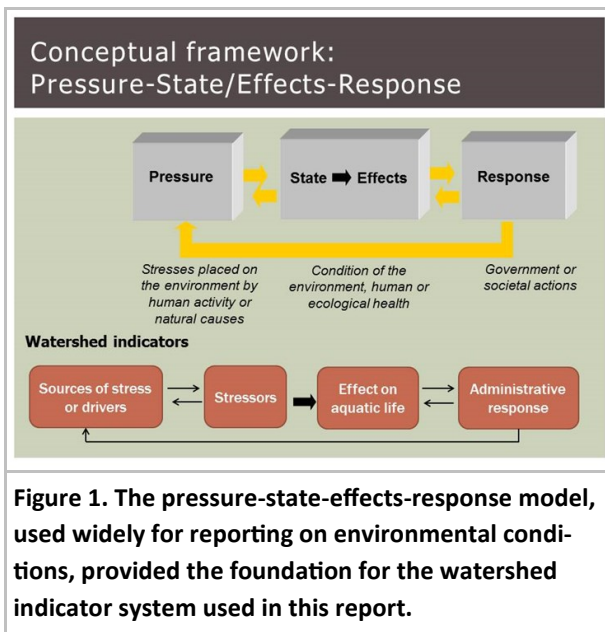 Conceptual framework:
Pressure-State/Effects-Response
Pressure
State
Effects
Response
Stresses placed on
the environment by
human activity or
natural causes
Condition of the
environment, human or
ecological health
Government or
societal actions
Watershed indicators
Sources of stress
or drivers
Stressors
Effect on
aquatic life
Administrative
response
Figure 1. The pressure-state-effects-response model,
used widely for reporting on environmental condi-
tions, provided the foundation for the watershed
indicator system used in this report.